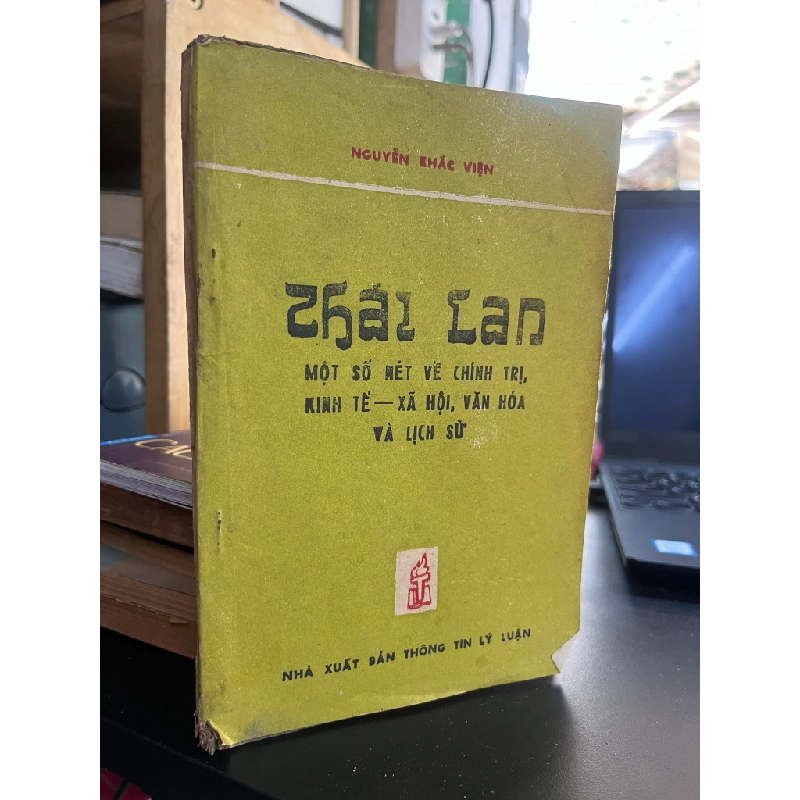 NGUYỄN KHẮC VIỆN
Thái Lan
MỘT SỐ NÉT VỀ CHÍNH TRỊ,
KINH TẾ — XÃ HỘI, VĂN HÓA
VÀ LỊCH SỬ
NHÀ XUẤT BẢN THÔNG TIN LÝ LUẬN